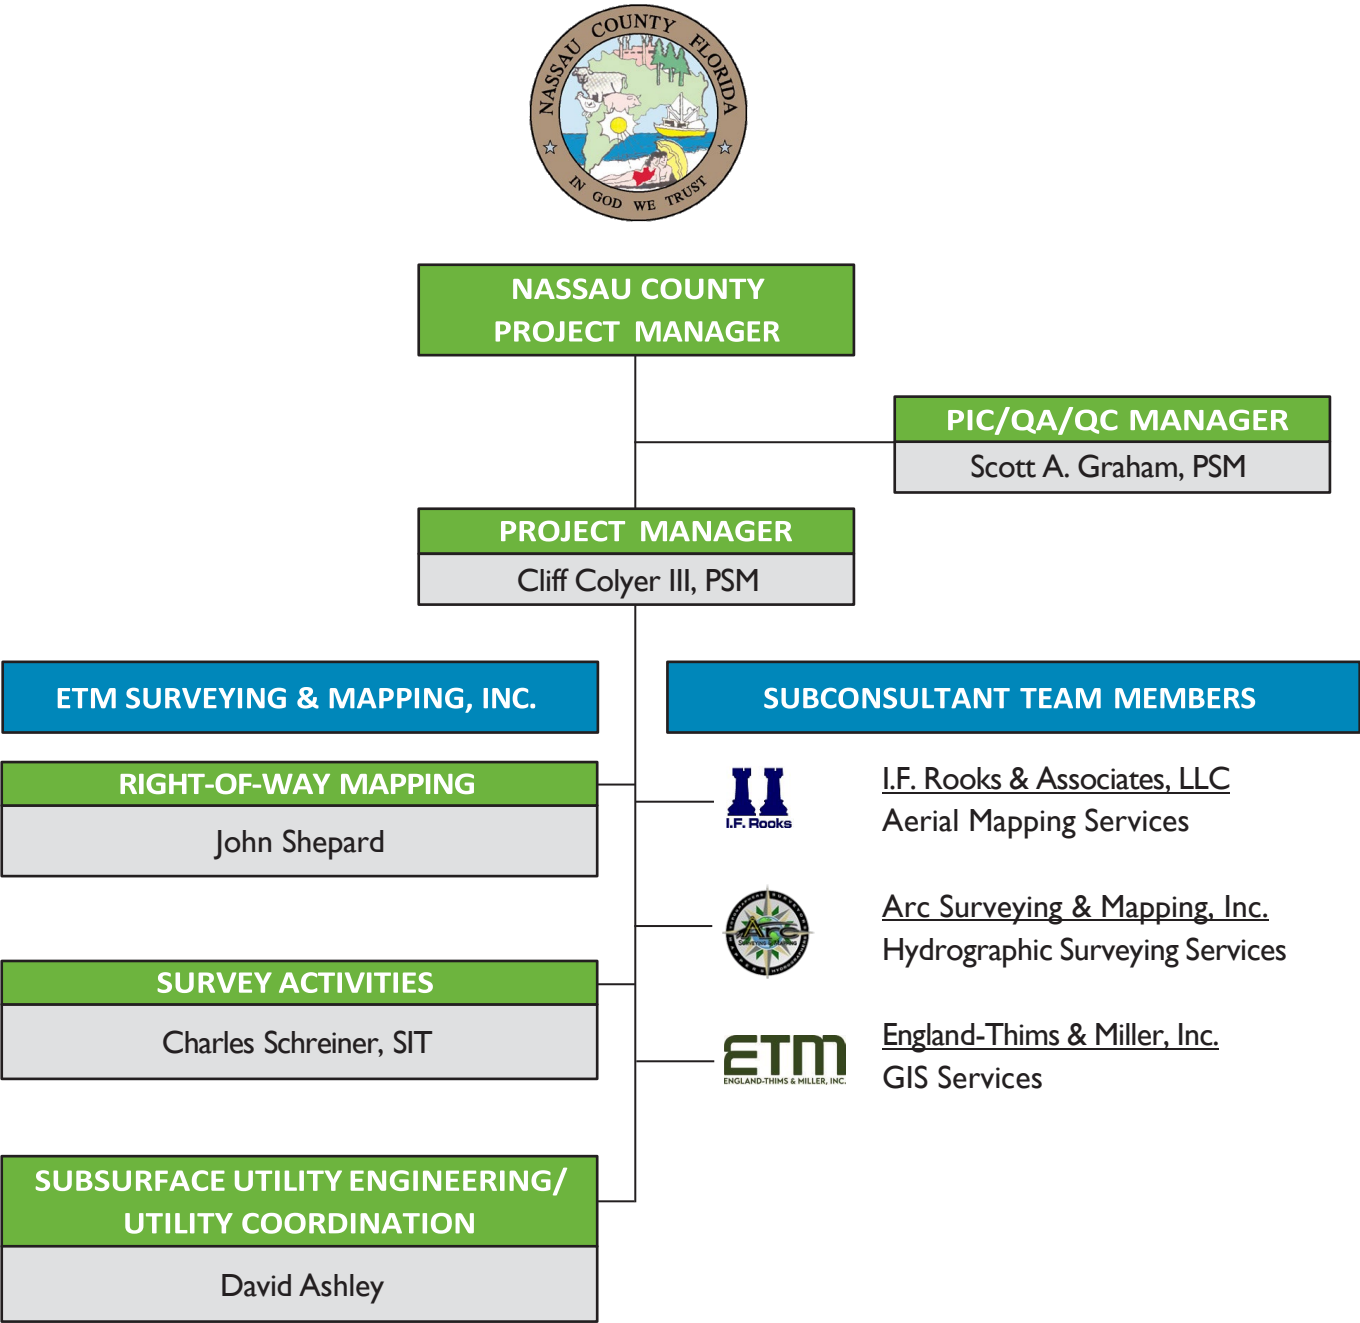 NASSAU COUNTY FLORIDA
IN GOD WE TRUST
NASSAU COUNTY
PROJECT MANAGER
PIC/QA/QC MANAGER
Scott A. Graham, PSM
PROJECT MANAGER
Cliff Colyer III, PSM
ETM SURVEYING & MAPPING, INC.
RIGHT-OF-WAY MAPPING
John Shepard
SURVEY ACTIVITIES
Charles Schreiner, SIT
SUBSURFACE UTILITY ENGINEERING/
UTILITY COORDINATION
David Ashley
SUBCONSULTANT TEAM MEMBERS
I.F. Rooks
I.F. Rooks & Associates, LLC
Aerial Mapping Services
Arc
SURVEYING & MAPPING
Arc Surveying & Mapping, Inc.
Hydrographic Surveying Services
ETM
ENGLAND-THIMS & MILLER, INC.
England-Thims & Miller, Inc.
GIS Services